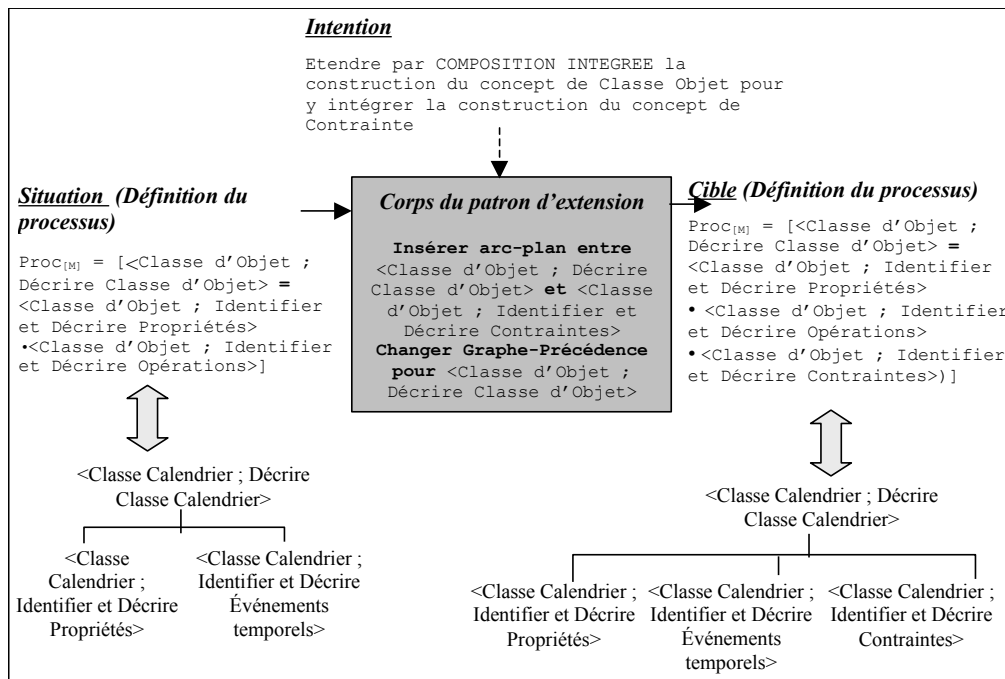 Intention
Etendre par COMPOSITION INTEGREE la
construction du concept de Classe Objet pour
y intégrer la construction du concept de
Contrainte
Situation (Définition du
processus)
Proc[M] = [<Classe d'Objet ;
Décrire Classe d'Objet> =
<Classe d'Objet ; Identifier
et Décrire Propriétés>
•<Classe d'Objet ; Identifier
et Décrire Opérations>]
Corps du patron d'extension
Insérer arc-plan entre
<Classe d'Objet ; Décrire
Classe d'Objet> et <Classe
d'Objet ; Identifier et
Décrire Contraintes>
Changer Graphe-Précédence
pour <Classe d'Objet ;
Décrire Classe d'Objet>
Cible (Définition du processus)
Proc[M] = [<Classe d'Objet ;
Décrire Classe d'Objet> =
<Classe d'Objet ; Identifier
et Décrire Propriétés>
• <Classe d'Objet ; Identifier
et Décrire Opérations>
• <Classe d'Objet ; Identifier
et Décrire Contraintes>)]
<Classe Calendrier ; Décrire
Classe Calendrier>
<Classe
Calendrier ;
Identifier et Décrire
Propriétés>
<Classe Calendrier ;
Identifier et Décrire
Événements
temporels>
<Classe Calendrier ; Décrire
Classe Calendrier>
<Classe Calendrier ;
Identifier et Décrire
Propriétés>
<Classe Calendrier ;
Identifier et Décrire
Événements
temporels>
<Classe Calendrier ;
Identifier et Décrire
Contraintes>